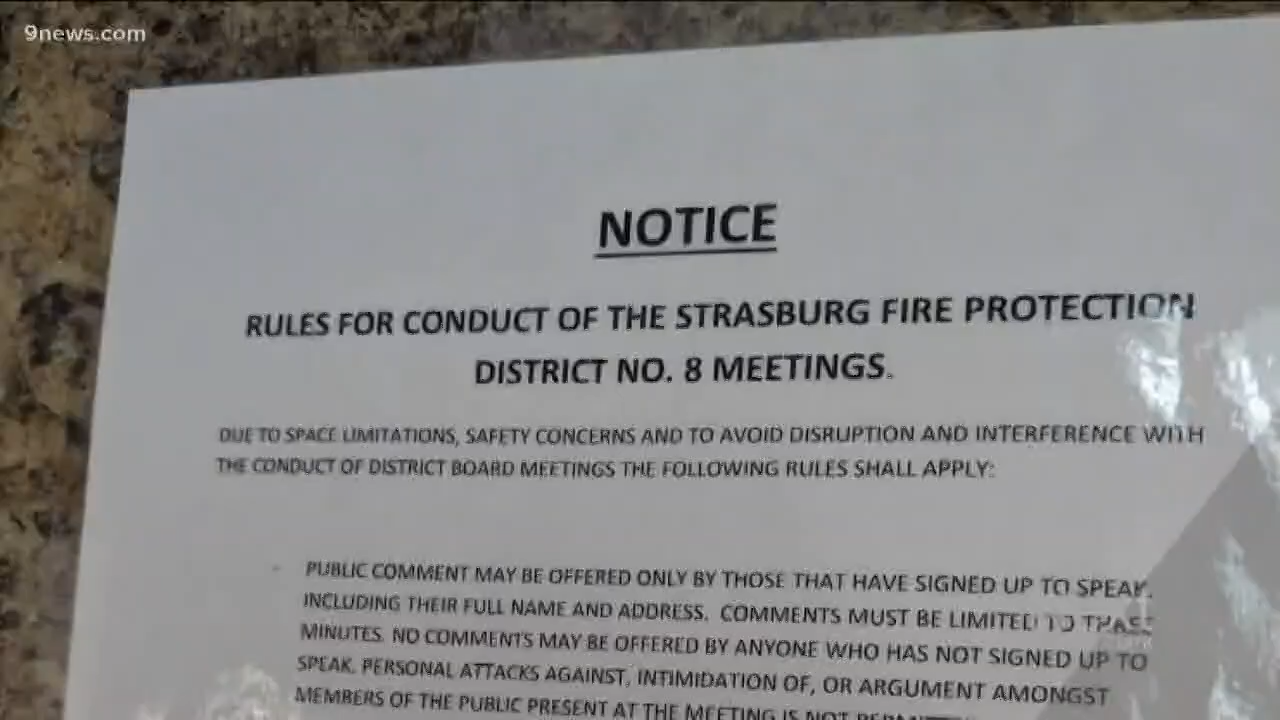 9news.com
NOTICE
RULES FOR CONDUCT OF THE STRASBURG FIRE PROTECTION
DISTRICT NO. 8 MEETINGS.
DUE TO SPACE LIMITATIONS, SAFETY CONCERNS AND TO AVOID DISRUPTION AND INTERFERENCE WITH
THE CONDUCT OF DISTRICT BOARD MEETINGS THE FOLLOWING RULES SHALL APPLY:
PUBLIC COMMENT MAY BE OFFERED ONLY BY THOSE THAT HAVE SIGNED UP TO SPEAK,
INCLUDING THEIR FULL NAME AND ADDRESS. COMMENTS MUST BE LIMITED TO
MINUTES. NO COMMENTS MAY BE OFFERED BY ANYONE WHO HAS NOT SIGNED UP TO
SPEAK. PERSONAL ATTACKS AGAINST, INTIMIDATION OF, OR ARGUMENT AMONGST
MEMBERS OF THE PUBLIC PRESENT AT THE MEETING IS NOT